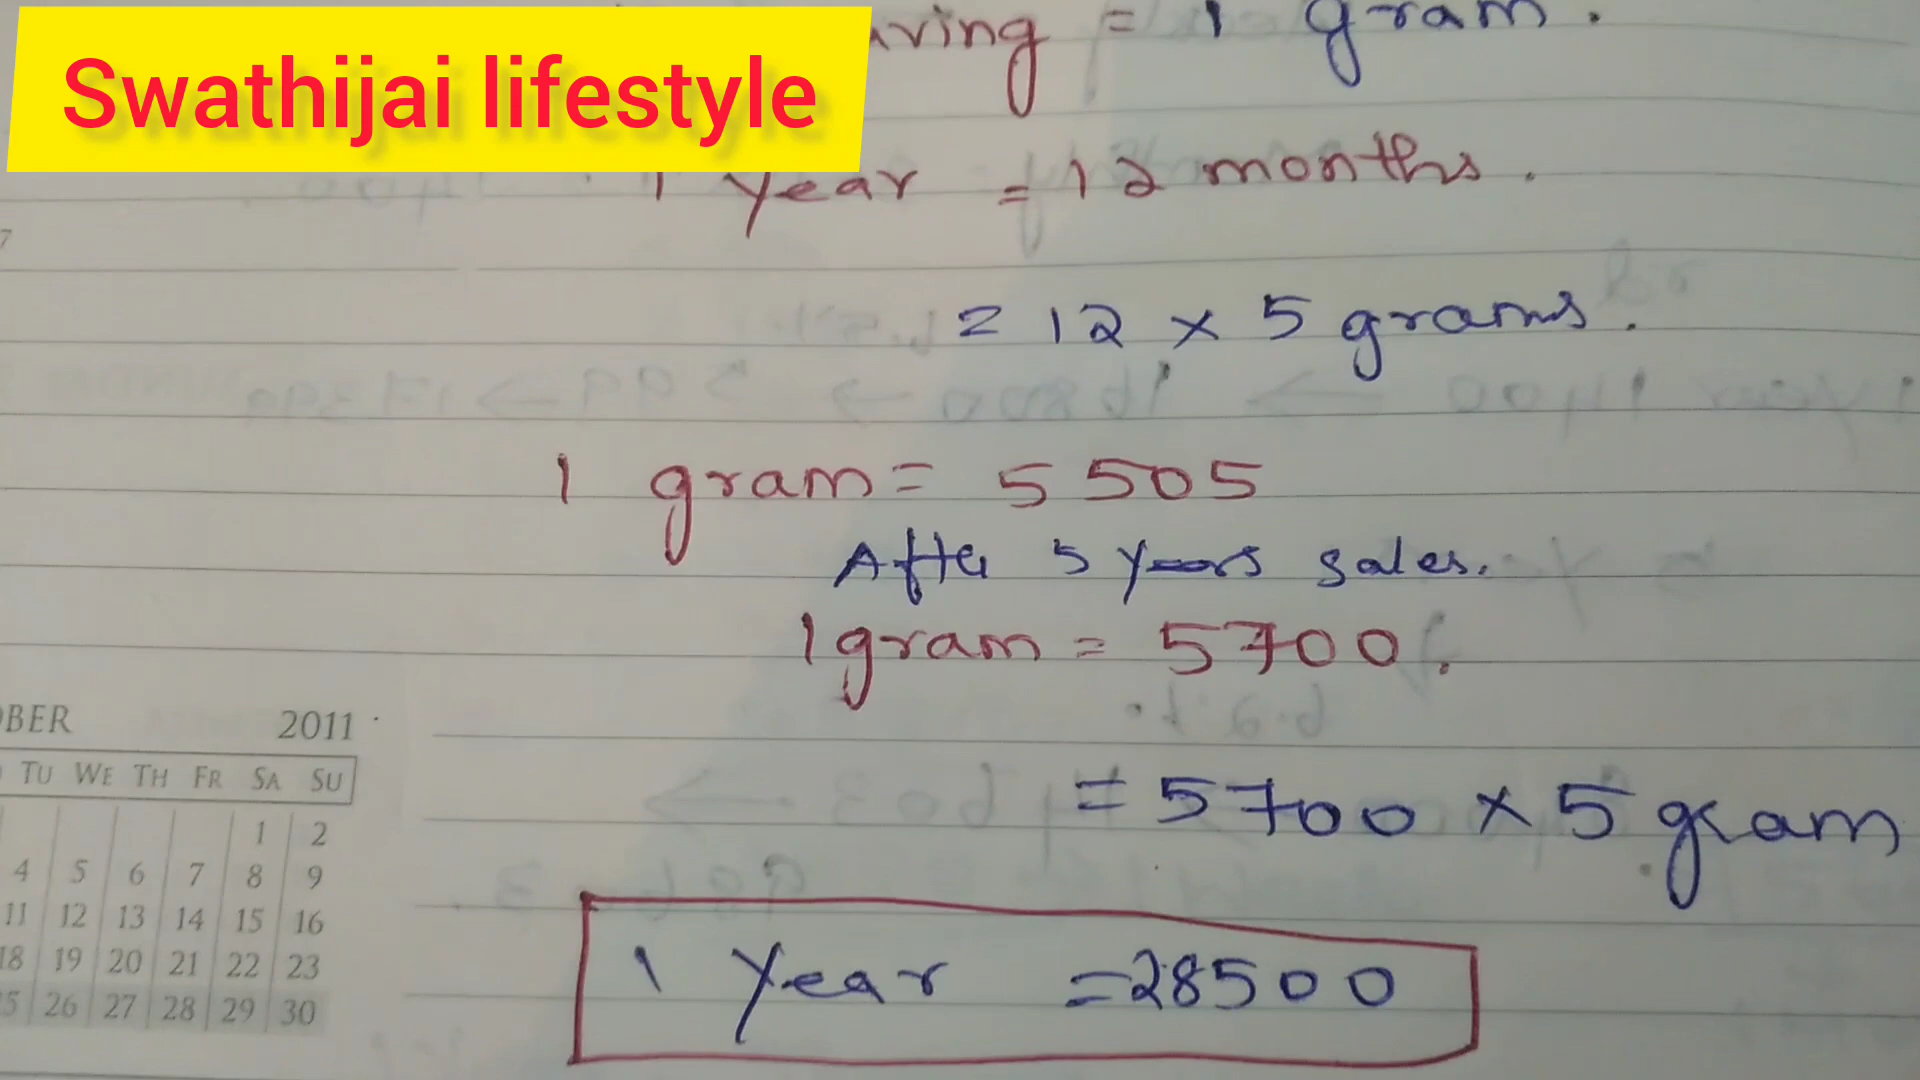 Swathijai lifestyle
= 1 gram.
1 year = 12 months.
7
= 12 x 5 grams.
1 gram = 5505
After 5 years sales.
1 gram = 5700.
= 5700 x 5 gram
1 Year = 28500
2011
TU WE TH FR SA SU
1 2
4 5 6 7 8 9
11 12 13 14 15 16
18 19 20 21 22 23
26 27 28 29 30